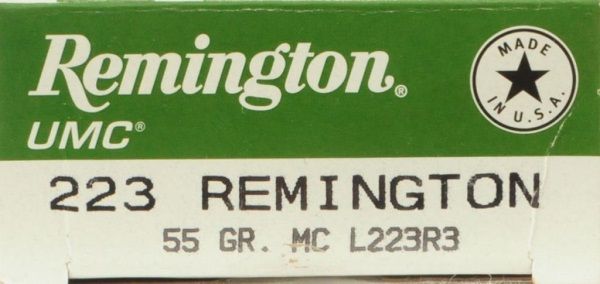 Remington®
UMC®
MADE
IN U.S.A.
223 REMINGTON
55 GR. MC L223R3